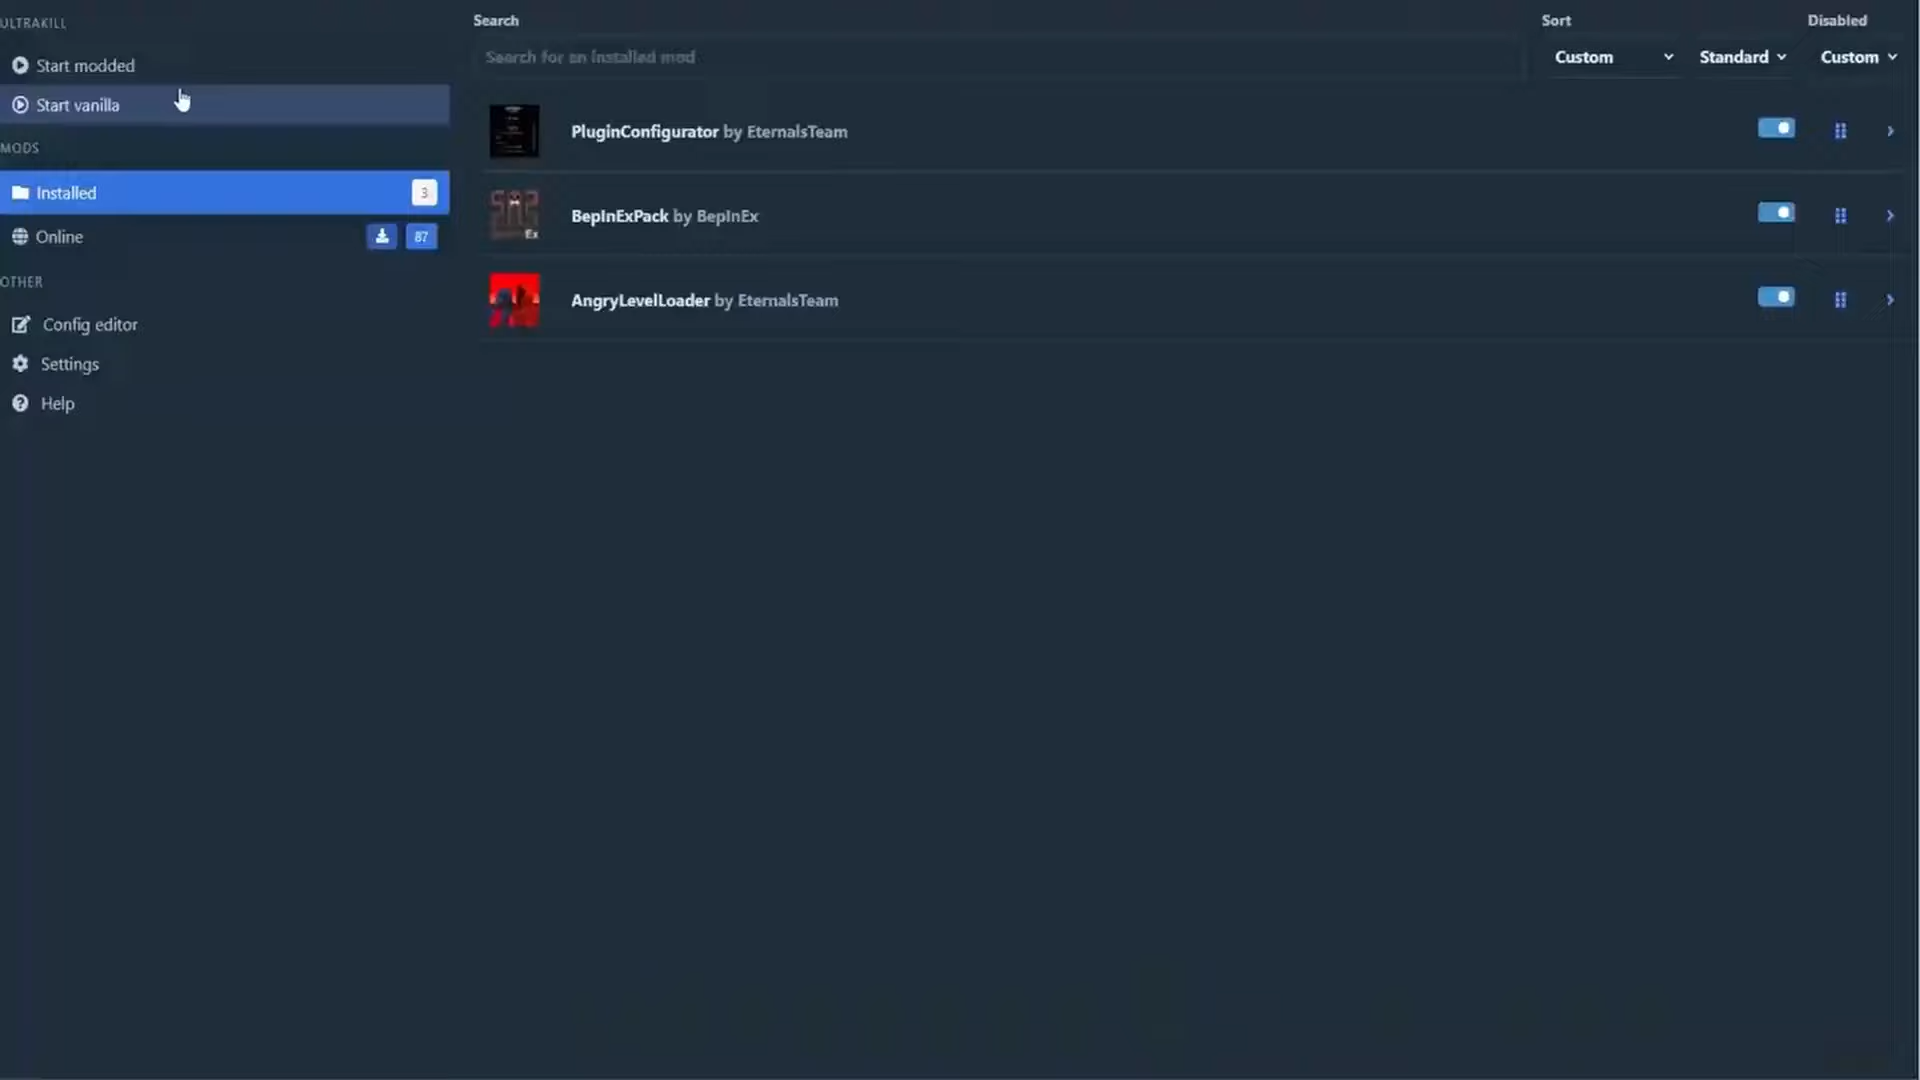 ULTRAKILL
Start modded
Start vanilla
MODS
Installed 3
Online 87
OTHER
Config editor
Settings
Help
Search
Search for an installed mod
Sort
Custom
Standard
Disabled
Custom
PluginConfigurator by EternalsTeam
BepInExPack by BepInEx
Ex
AngryLevelLoader by EternalsTeam